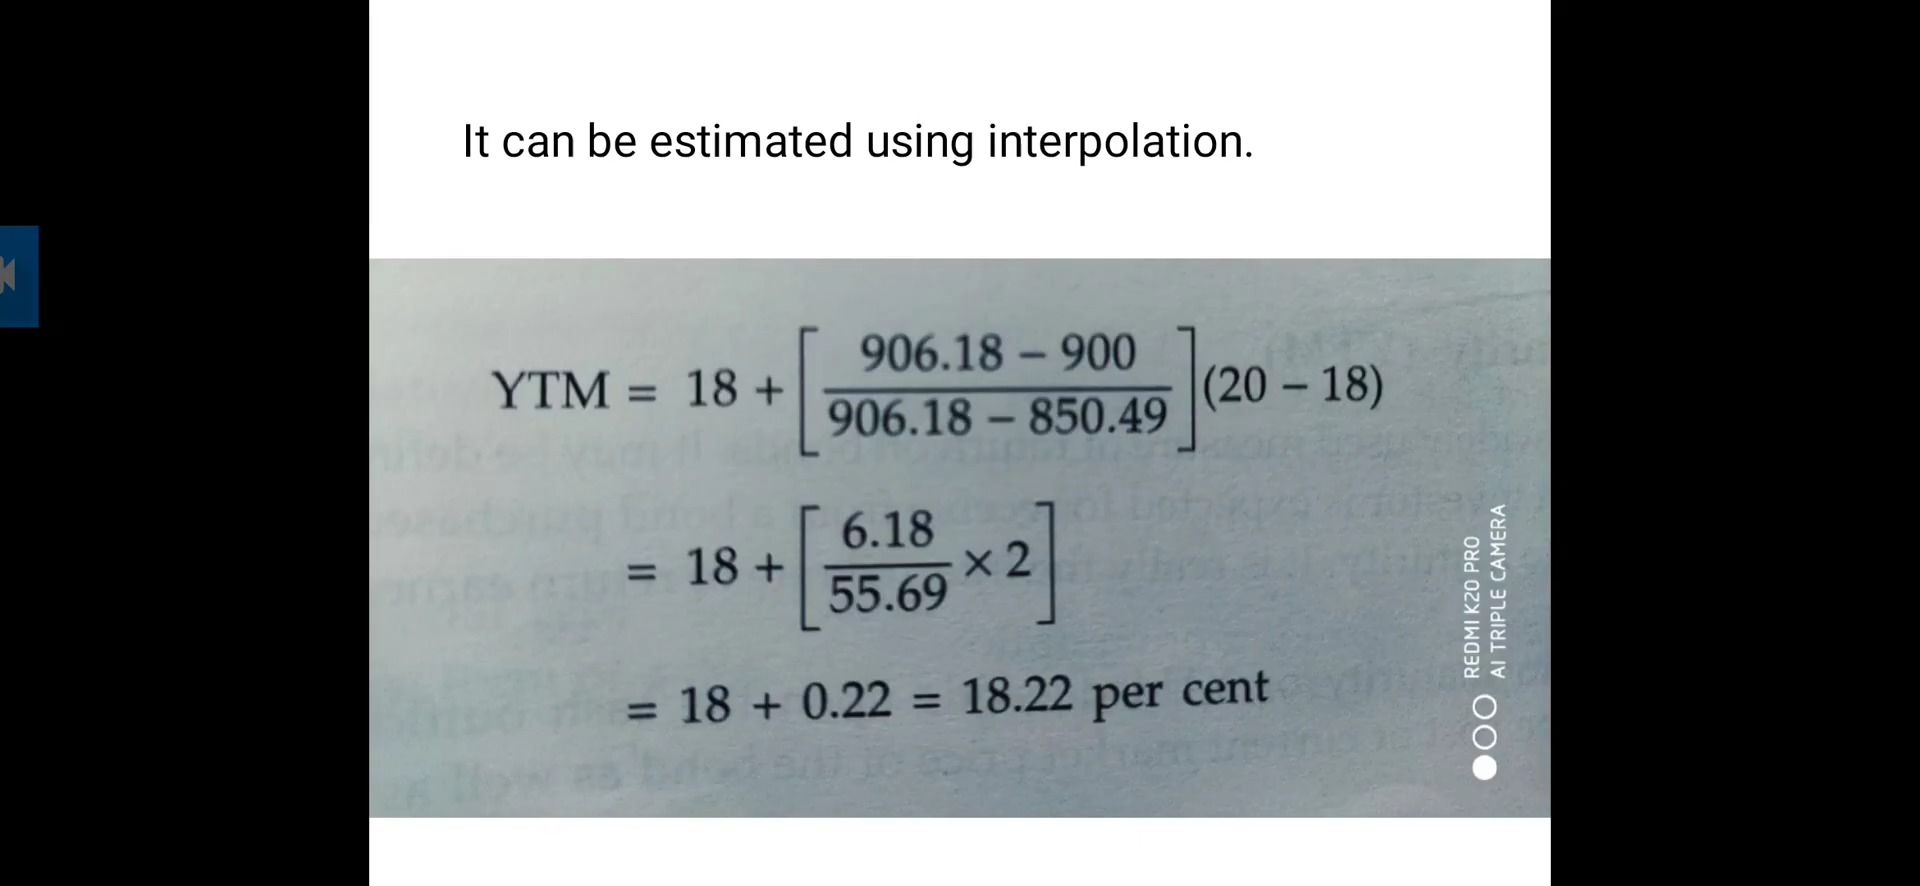 It can be estimated using interpolation.
YTM = 18 + [ 906.18 – 900 / 906.18 – 850.49 ] (20 – 18)
= 18 + [ 6.18 / 55.69 × 2 ]
= 18 + 0.22 = 18.22 per cent
REDMI K20 PRO
AI TRIPLE CAMERA